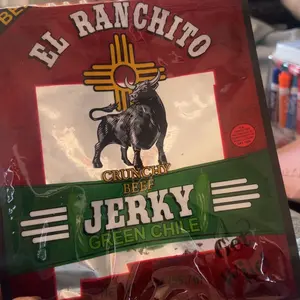 EL RANCHITO
CRUNCHY
BEEF
JERKY
GREEN CHILE